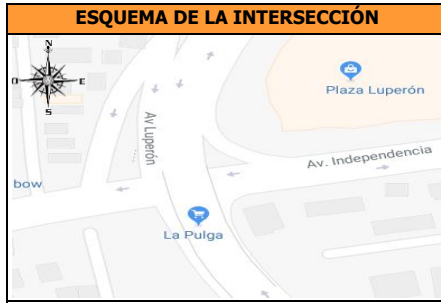 ESQUEMA DE LA INTERSECCIÓN
N
O
E
S
Plaza Luperón
Av Luperón
Av. Independencia
bow
La Pulga